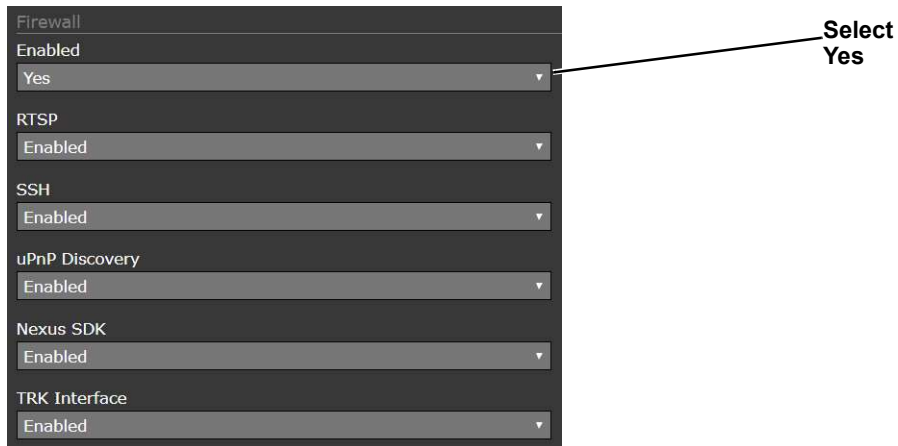 Firewall
Enabled
Yes
RTSP
Enabled
SSH
Enabled
uPnP Discovery
Enabled
Nexus SDK
Enabled
TRK Interface
Enabled
Select
Yes